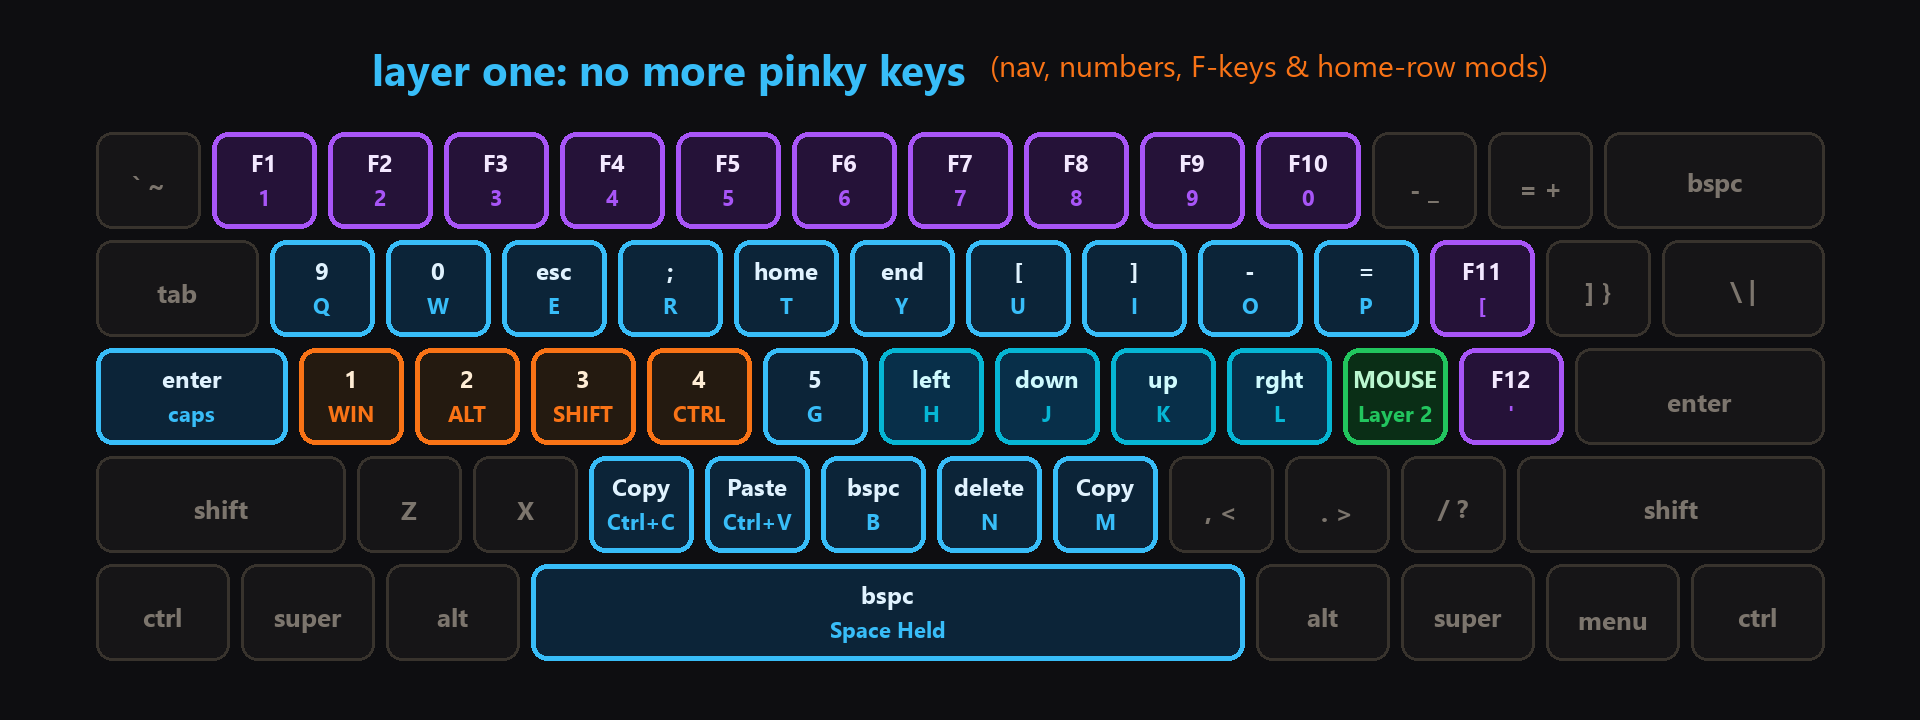 layer one: no more pinky keys (nav, numbers, F-keys & home-row mods)
` ~ F1 F2 F3 F4 F5 F6 F7 F8 F9 F10 - _ = + bspc
1 2 3 4 5 6 7 8 9 0
tab 9 0 esc ; home end [ ] - = F11 ] } \ |
Q W E R T Y U I O P [
enter 1 2 3 4 5 left down up rght MOUSE F12 enter
caps WIN ALT SHIFT CTRL G H J K L Layer 2 '
shift Z X Copy Paste bspc delete Copy , < . > / ? shift
Ctrl+C Ctrl+V B N M
ctrl super alt bspc alt super menu ctrl
Space Held